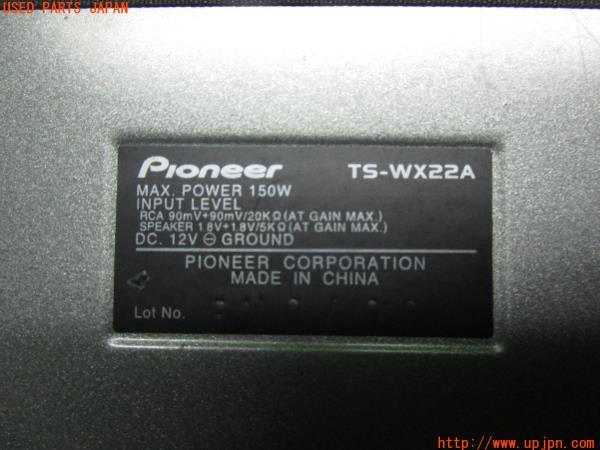 USED PARTS JAPAN
Pioneer TS-WX22A
MAX. POWER 150W
INPUT LEVEL
RCA 90mV+90mV/20KΩ(AT GAIN MAX.)
SPEAKER 1.8V+1.8V/5KΩ(AT GAIN MAX.)
DC. 12V ⊖ GROUND
PIONEER CORPORATION
MADE IN CHINA
Lot No.
http://www.upjpn.com/